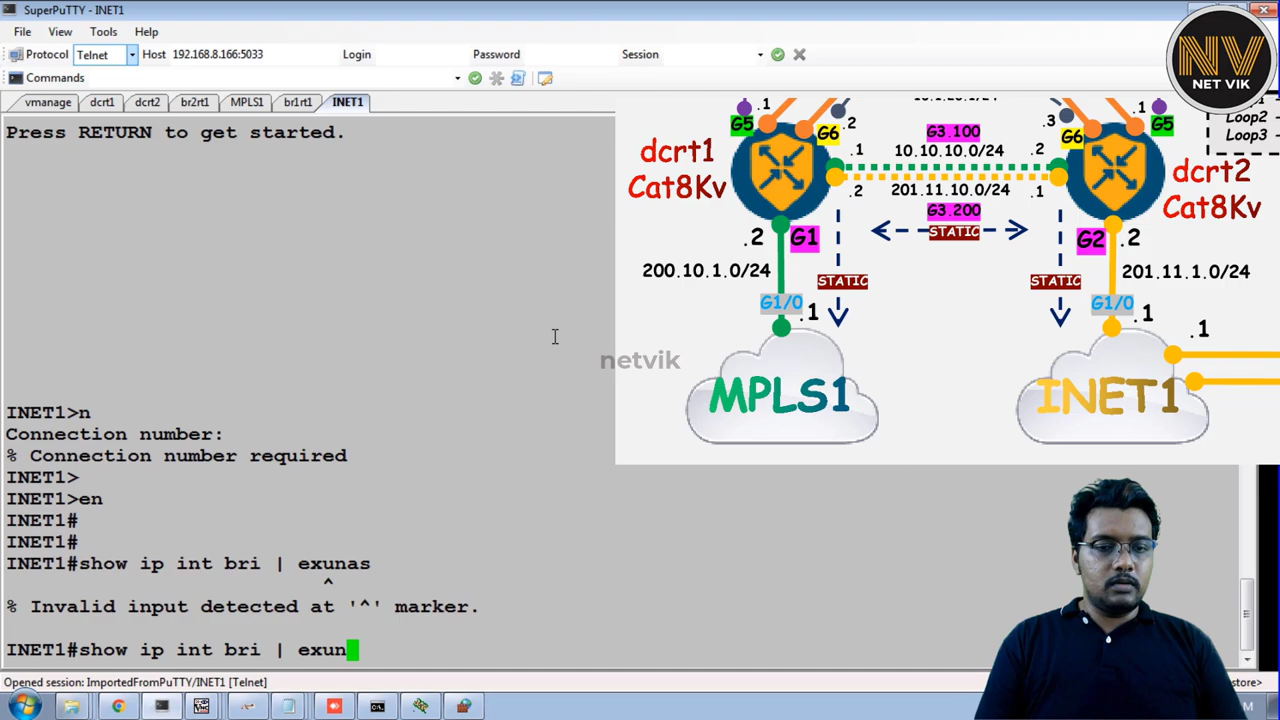 SuperPuTTY - INET1
File View Tools Help
Protocol Telnet Host 192.168.8.166:5033 Login Password Session
Commands
vmanage dcrt1 dcrt2 br2rt1 MPLS1 br1rt1 INET1
Press RETURN to get started.
INET1>n
Connection number:
% Connection number required
INET1>
INET1>en
INET1#
INET1#
INET1#show ip int bri | exunas
^
% Invalid input detected at '^' marker.
INET1#show ip int bri | exun
Opened session: ImportedFromPuTTY/INET1 [Telnet]
store>
NV
NET VIK
.1
G5
G6
.2
G3.100
.3
G6
.1
G5
Loop2 -
Loop3 -
dcrt1
Cat8Kv
.1
10.10.10.0/24
.2
.2
201.11.10.0/24
.1
G3.200
STATIC
dcrt2
Cat8Kv
.2
G1
G2
.2
200.10.1.0/24
STATIC
STATIC
201.11.1.0/24
G1/0
.1
G1/0
.1
.1
netvik
MPLS1
INET1